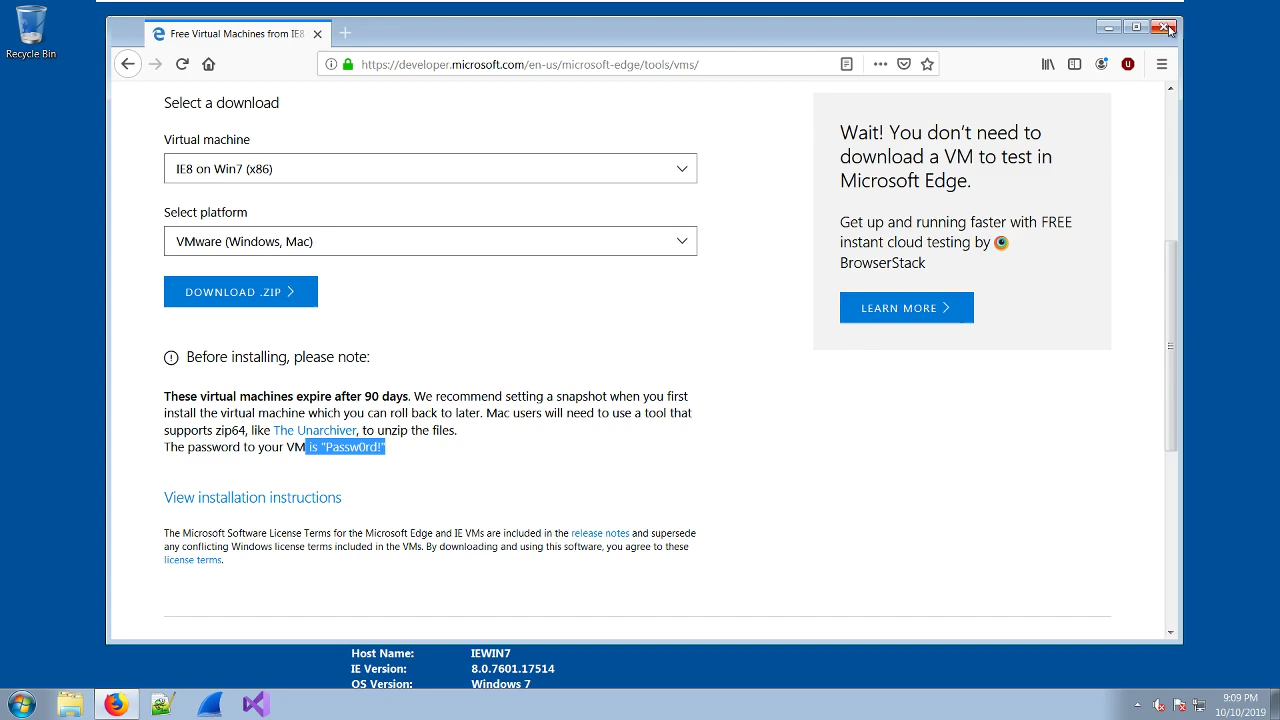 Recycle Bin
Free Virtual Machines from IE8
https://developer.microsoft.com/en-us/microsoft-edge/tools/vms/
Select a download
Virtual machine
IE8 on Win7 (x86)
Select platform
VMware (Windows, Mac)
DOWNLOAD .ZIP
Before installing, please note:
These virtual machines expire after 90 days. We recommend setting a snapshot when you first
install the virtual machine which you can roll back to later. Mac users will need to use a tool that
supports zip64, like The Unarchiver, to unzip the files.
The password to your VM is "Passw0rd!"
View installation instructions
The Microsoft Software License Terms for the Microsoft Edge and IE VMs are included in the release notes and supersede
any conflicting Windows license terms included in the VMs. By downloading and using this software, you agree to these
license terms.
Wait! You don't need to
download a VM to test in
Microsoft Edge.
Get up and running faster with FREE
instant cloud testing by
BrowserStack
LEARN MORE
Host Name: IEWIN7
IE Version: 8.0.7601.17514
OS Version: Windows 7
9:09 PM
10/10/2019